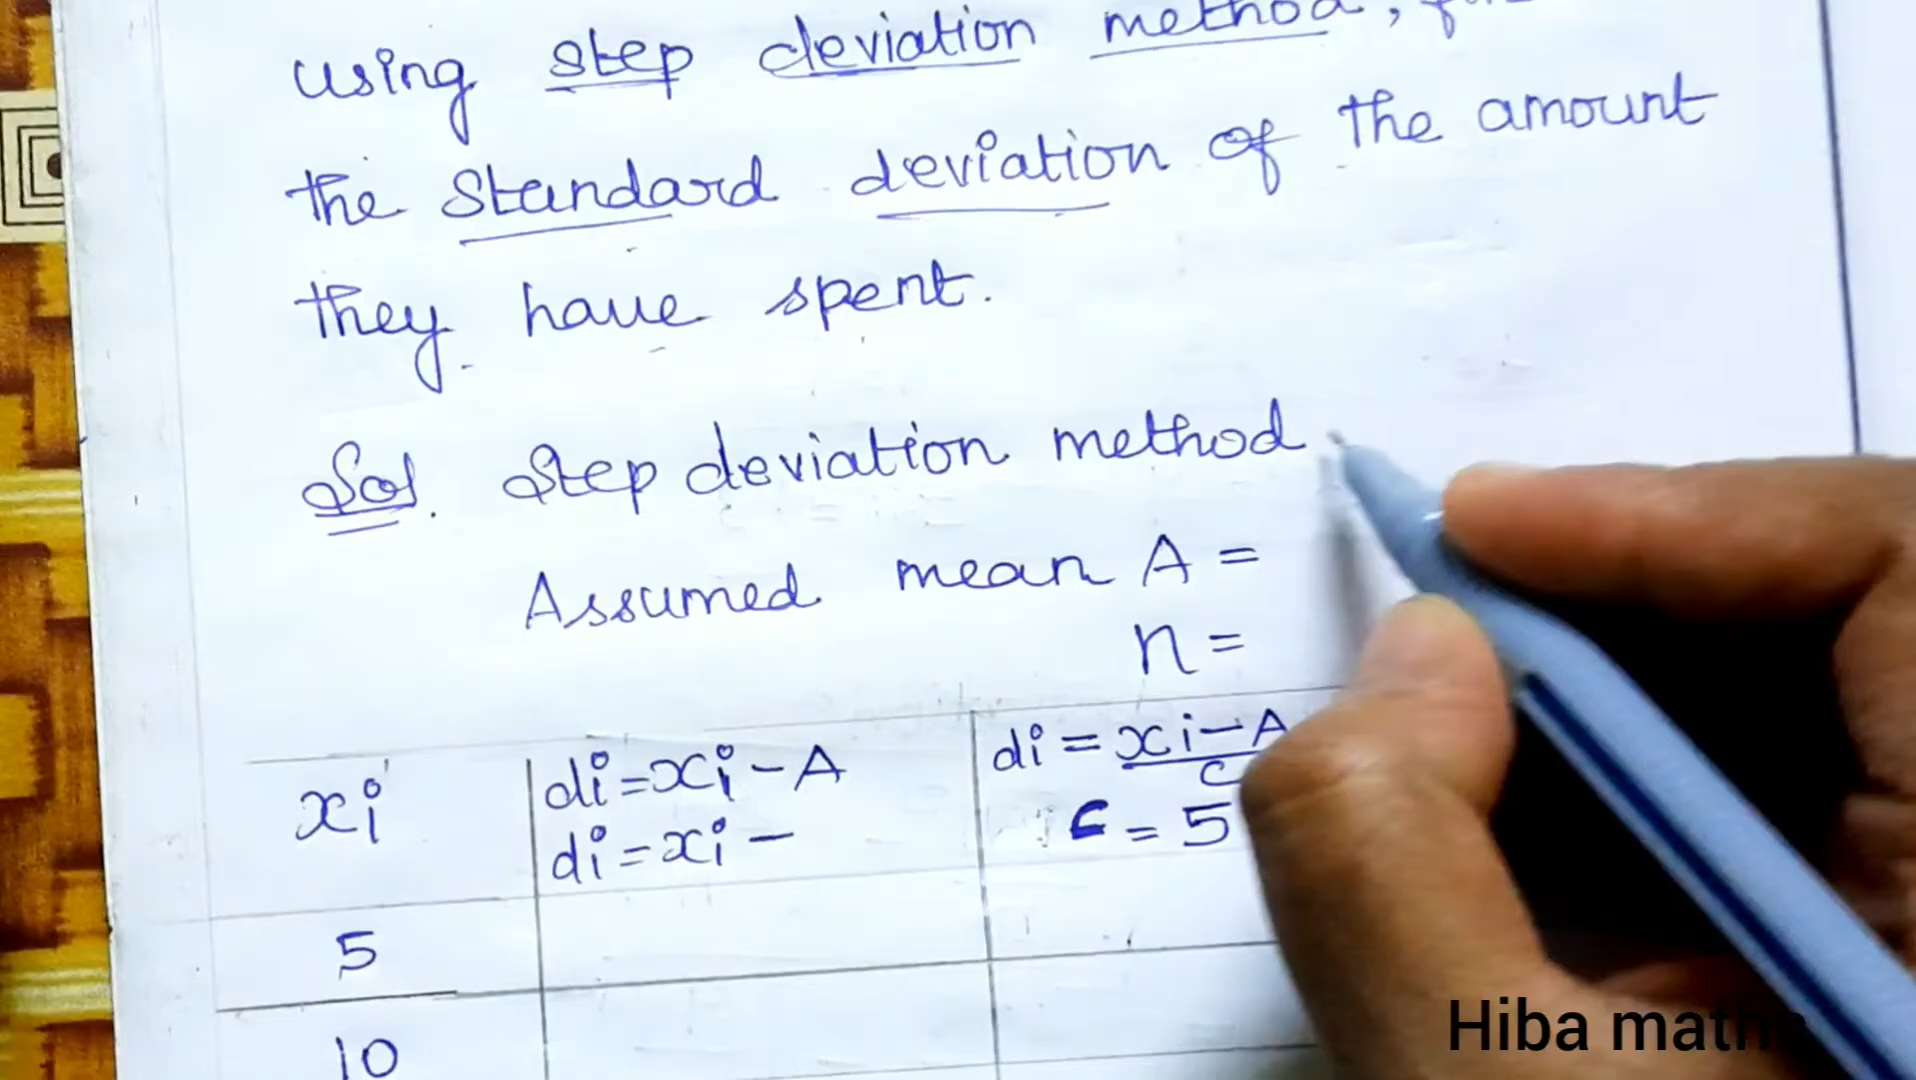 using step deviation method,
the Standard deviation of the amount
they have spent.
Sol. Step deviation method
Assumed mean A =
n =
xi
di = xi - A
di = xi -
di = xi - A / C
C = 5
5
10
Hiba